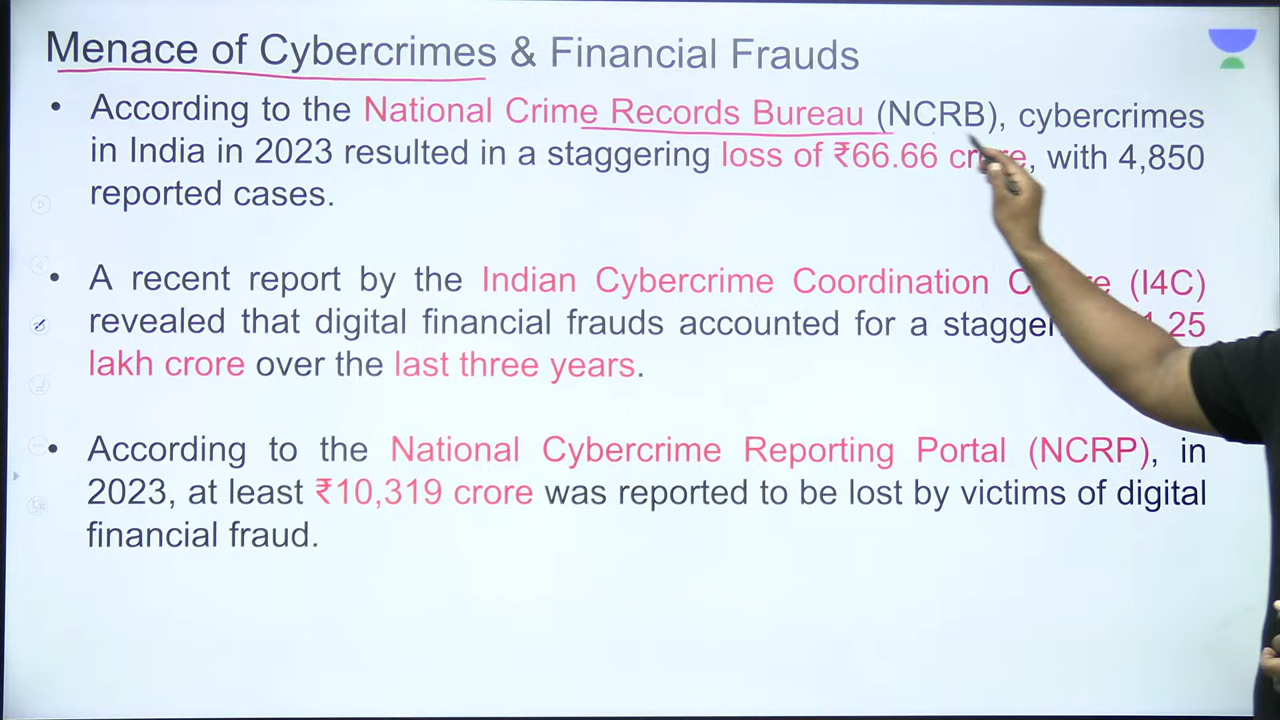 Menace of Cybercrimes & Financial Frauds
• According to the National Crime Records Bureau (NCRB), cybercrimes
in India in 2023 resulted in a staggering loss of ₹66.66 with 4,850
reported cases.
• A recent report by the Indian Cybercrime Coordination (I4C)
revealed that digital financial frauds accounted for a
lakh crore over the last three years.
• According to the National Cybercrime Reporting Portal (NCRP), in
2023, at least ₹10,319 crore was reported to be lost by victims of digital
financial fraud.